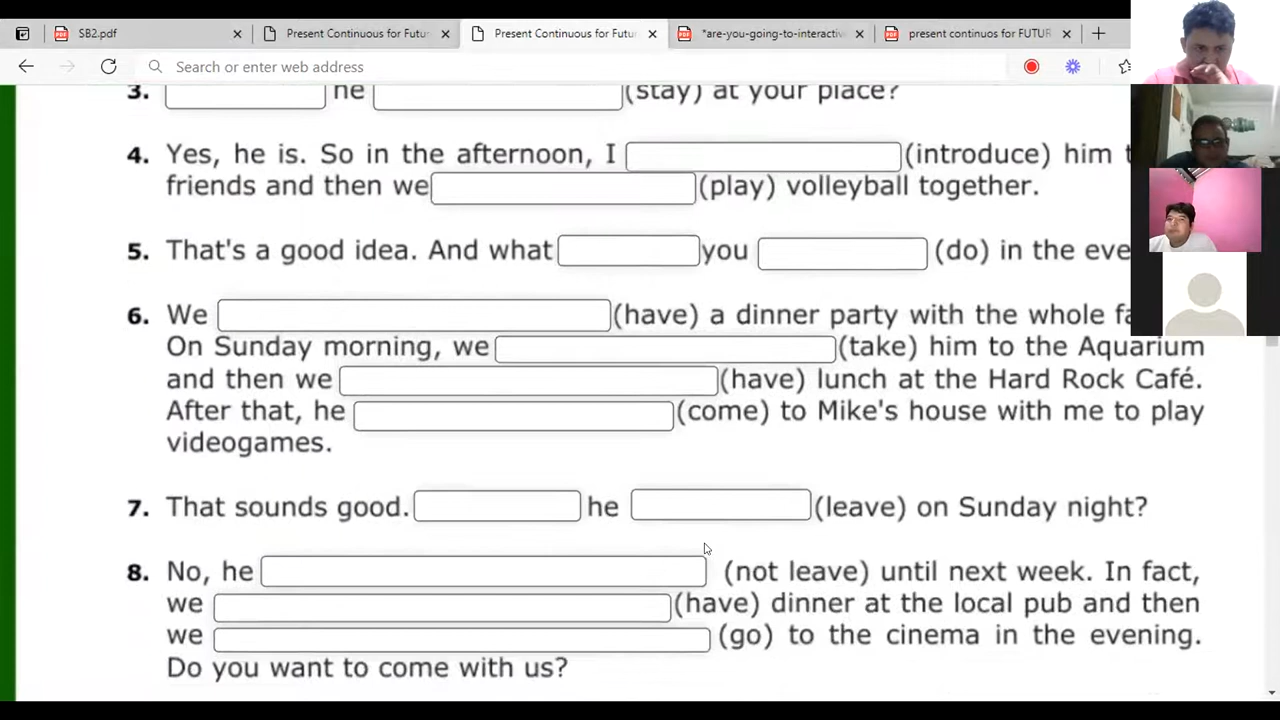 SB2.pdf
Present Continuous for Futur
Present Continuous for Futur
*are-you-going-to-interactive
present continuos for FUTUR
Search or enter web address
3. he (stay) at your place?
4. Yes, he is. So in the afternoon, I (introduce) him
friends and then we (play) volleyball together.
5. That's a good idea. And what you (do) in the eve
6. We (have) a dinner party with the whole fa
On Sunday morning, we (take) him to the Aquarium
and then we (have) lunch at the Hard Rock Café.
After that, he (come) to Mike's house with me to play
videogames.
7. That sounds good. he (leave) on Sunday night?
8. No, he (not leave) until next week. In fact,
we (have) dinner at the local pub and then
we (go) to the cinema in the evening.
Do you want to come with us?